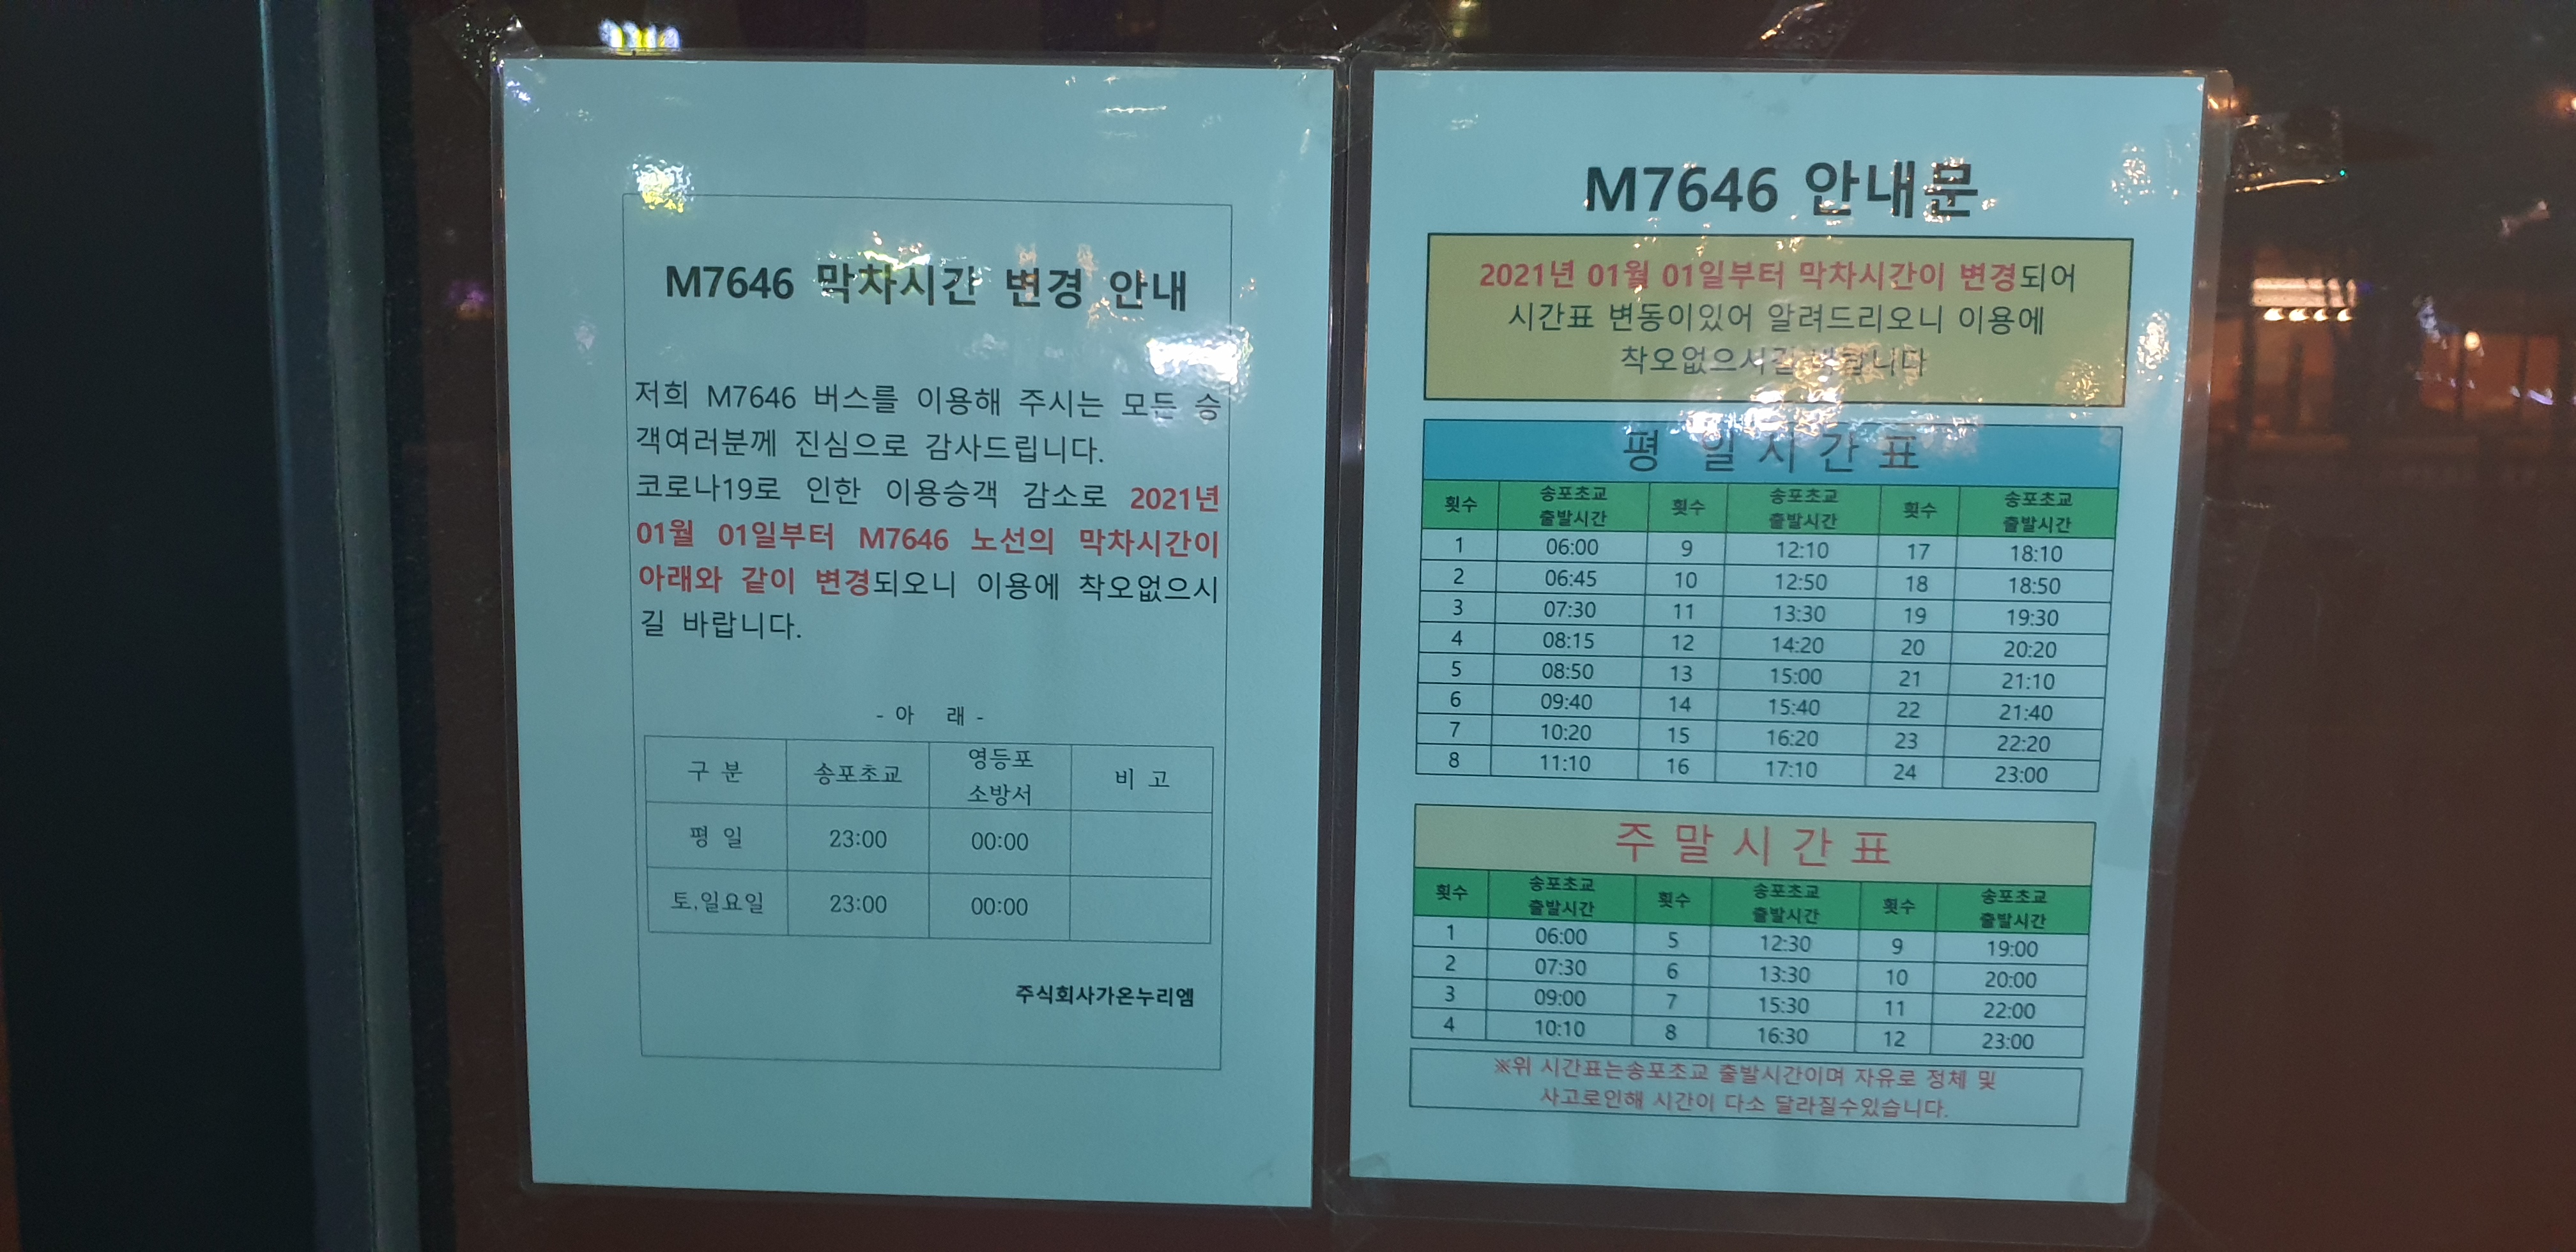 M7646 막차시간 변경 안내
저희 M7646 버스를 이용해 주시는 모든 승
객여러분께 진심으로 감사드립니다.
코로나19로 인한 이용승객 감소로 2021년
01월 01일부터 M7646 노선의 막차시간이
아래와 같이 변경되오니 이용에 착오없으시
길 바랍니다.
- 아 래 -
구 분 송포초교 영등포 소방서 비 고
평 일 23:00 00:00
토,일요일 23:00 00:00
주식회사가온누리엠
M7646 안내문
2021년 01월 01일부터 막차시간이 변경되어
시간표 변동이있어 알려드리오니 이용에
착오없으시길 바랍니다
평 일 시 간 표
횟수 송포초교 출발시간 횟수 송포초교 출발시간 횟수 송포초교 출발시간
1 06:00 9 12:10 17 18:10
2 06:45 10 12:50 18 18:50
3 07:30 11 13:30 19 19:30
4 08:15 12 14:20 20 20:20
5 08:50 13 15:00 21 21:10
6 09:40 14 15:40 22 21:40
7 10:20 15 16:20 23 22:20
8 11:10 16 17:10 24 23:00
주 말 시 간 표
횟수 송포초교 출발시간 횟수 송포초교 출발시간 횟수 송포초교 출발시간
1 06:00 5 12:30 9 19:00
2 07:30 6 13:30 10 20:00
3 09:00 7 15:30 11 22:00
4 10:10 8 16:30 12 23:00
※위 시간표는송포초교 출발시간이며 자유로 정체 및
사고로인해 시간이 다소 달라질수있습니다.